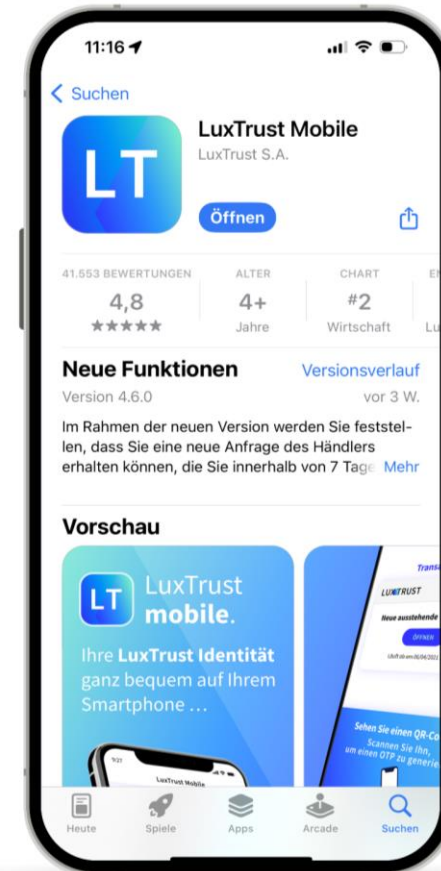 11:16
Suchen
LT
LuxTrust Mobile
LuxTrust S.A.
Öffnen
41.553 BEWERTUNGEN
ALTER
CHART
4,8
4+
#2
★★★★★
Jahre
Wirtschaft
Neue Funktionen
Versionsverlauf
Version 4.6.0
vor 3 W.
Im Rahmen der neuen Version werden Sie feststel-
len, dass Sie eine neue Anfrage des Händlers
erhalten können, die Sie innerhalb von 7 Tage Mehr
Vorschau
LT
LuxTrust
mobile.
Ihre LuxTrust Identität
ganz bequem auf Ihrem
Smartphone ...
9:21
LuxTrust Mobile
LUXTRUST
Neue ausstehende
ÖFFNEN
Sehen Sie einen QR-Co
Scannen Sie Ihn,
um einen OTP zu generie
Heute
Spiele
Apps
Arcade
Suchen